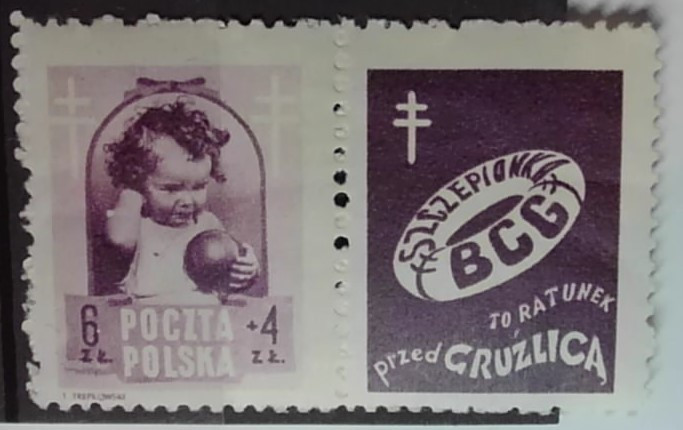 6 ZŁ.
POCZTA
POLSKA
+4 ZŁ.
SZCZEPIONKA
BCG
TO RATUNEK
przed GRUŹLICĄ